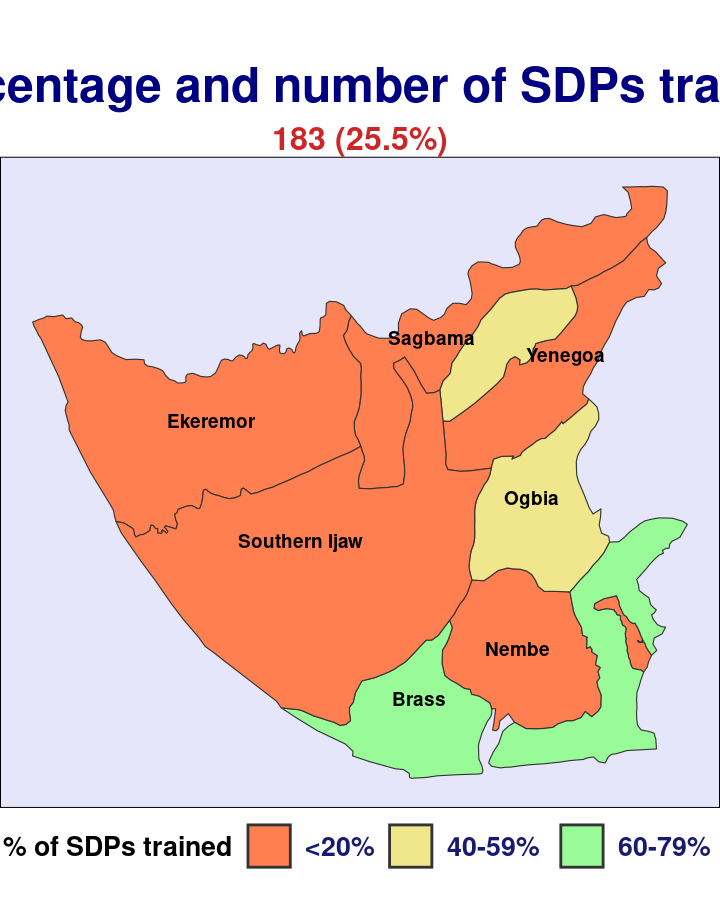 centage and number of SDPs tra
183 (25.5%)
Sagbama
Yenegoa
Ekeremor
Ogbia
Southern Ijaw
Nembe
Brass
% of SDPs trained <20% 40-59% 60-79%